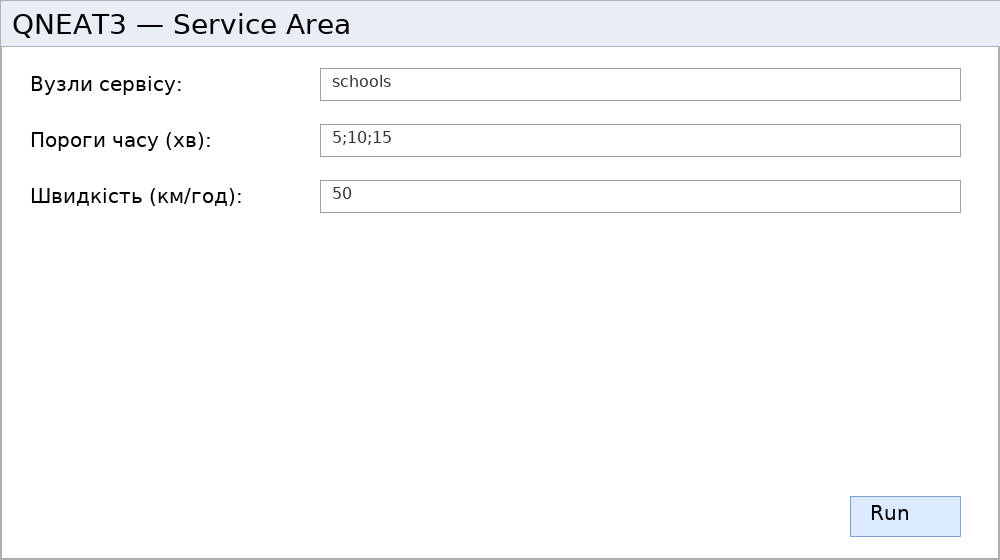 QNEAT3 — Service Area
Вузли сервісу: schools
Пороги часу (хв): 5;10;15
Швидкість (км/год): 50
Run